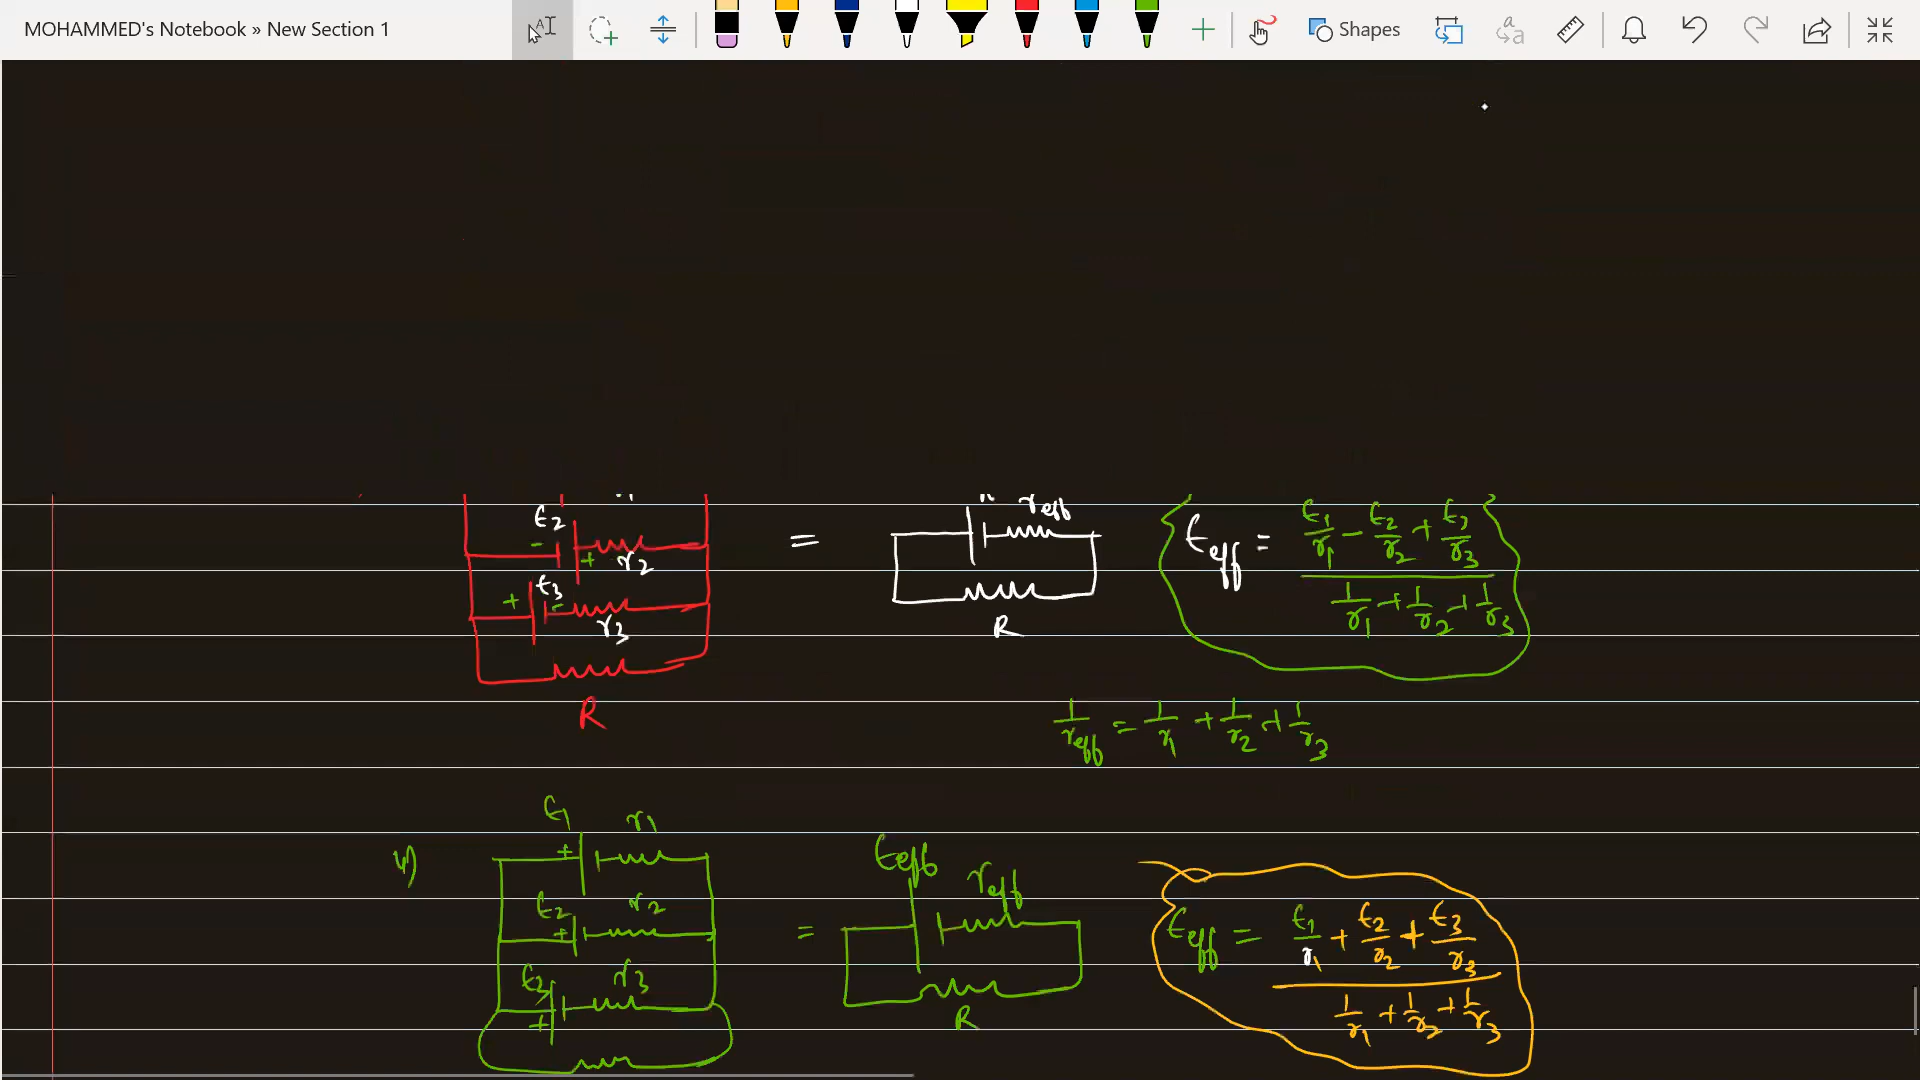 MOHAMMED's Notebook » New Section 1
Shapes
reff
ϵ2
- + r2
= ϵeff = ϵ1/r1 - ϵ2/r2 + ϵ3/r3
1/r1 + 1/r2 + 1/r3
+ ϵ3 -
r3
R
R
1/reff = 1/r1 + 1/r2 + 1/r3
ϵ1 r1
+
ϵeff reff
ϵ2 r2
+
= ϵeff = ϵ1/r1 + ϵ2/r2 + ϵ3/r3
1/r1 + 1/r2 + 1/r3
ϵ3 r3
+
R